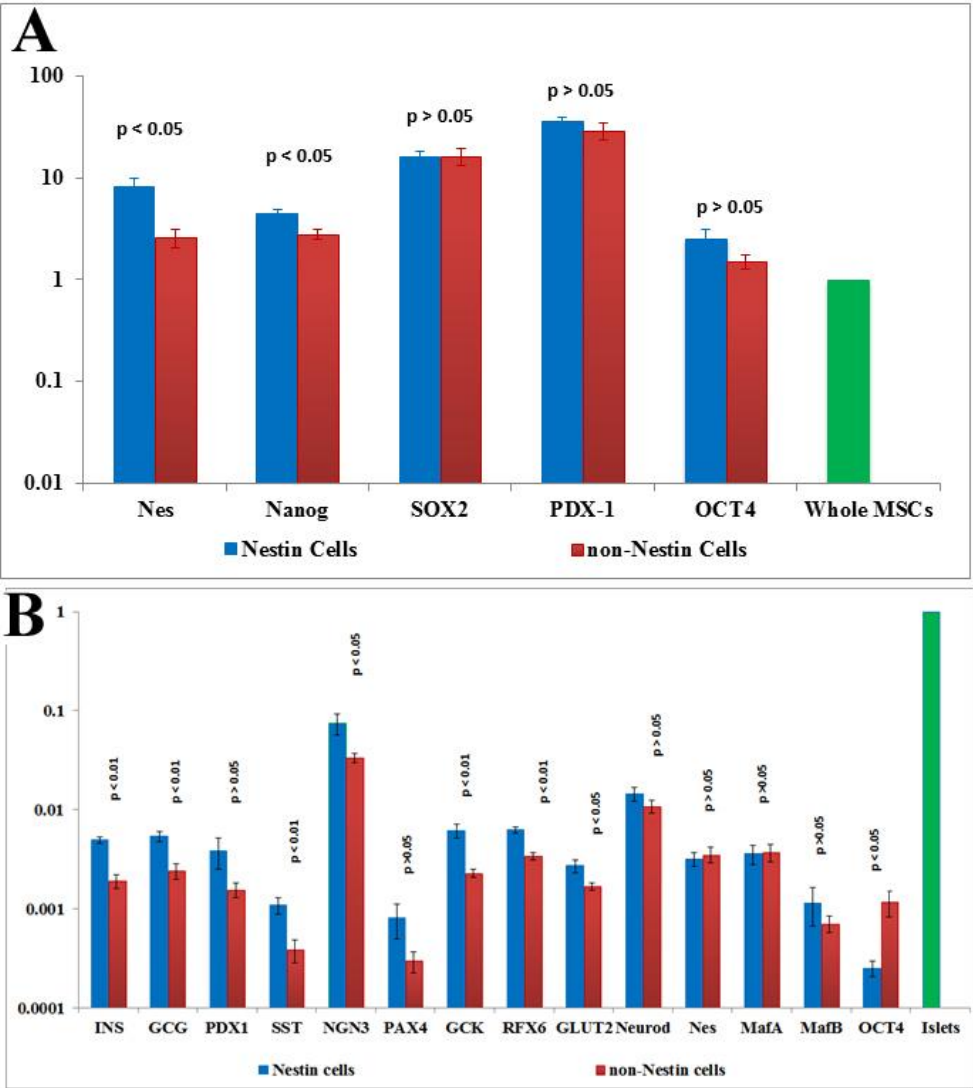 A
100
10
1
0.1
0.01
p < 0.05
p < 0.05
p > 0.05
p > 0.05
p > 0.05
Nes Nanog SOX2 PDX-1 OCT4 Whole MSCs
Nestin Cells non-Nestin Cells
B
1
0.1
0.01
0.001
0.0001
p < 0.01
p < 0.01
p > 0.05
p < 0.01
p < 0.05
p >0.05
p < 0.01
p < 0.01
p < 0.05
p > 0.05
p > 0.05
p >0.05
p >0.05
p < 0.05
INS GCG PDX1 SST NGN3 PAX4 GCK RFX6 GLUT2 Neurod Nes MafA MafB OCT4 Islets
Nestin cells non-Nestin cells